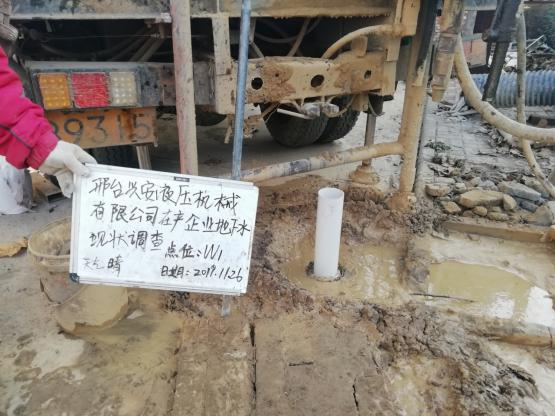 9315
邢台兴安液压机械
有限公司在产企业地下水
现状调查 点位:W1
天气:晴 日期:2019.11.26